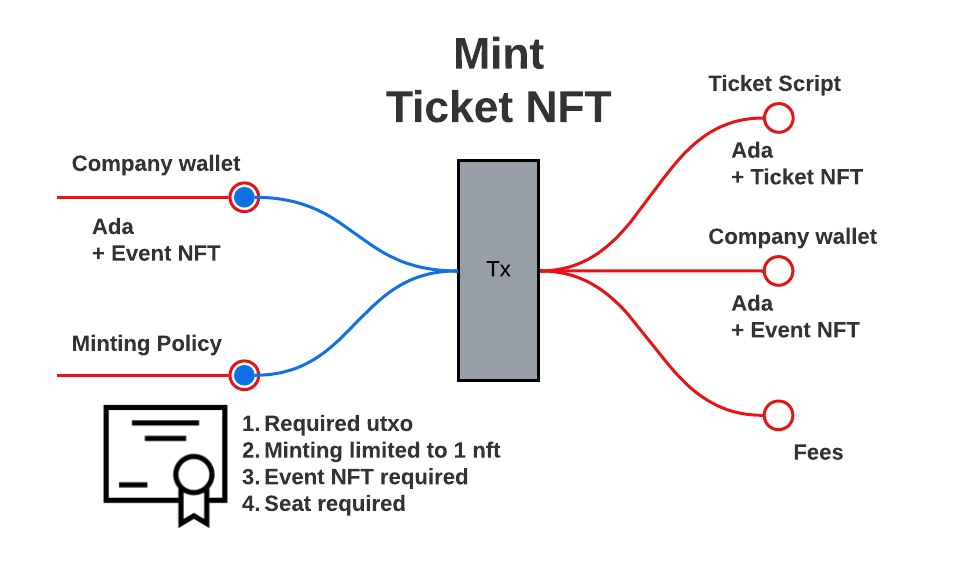 Mint
Ticket NFT
Ticket Script
Ada
+ Ticket NFT
Company wallet
Ada
+ Event NFT
Tx
Company wallet
Ada
+ Event NFT
Minting Policy
1. Required utxo
2. Minting limited to 1 nft
3. Event NFT required
4. Seat required
Fees